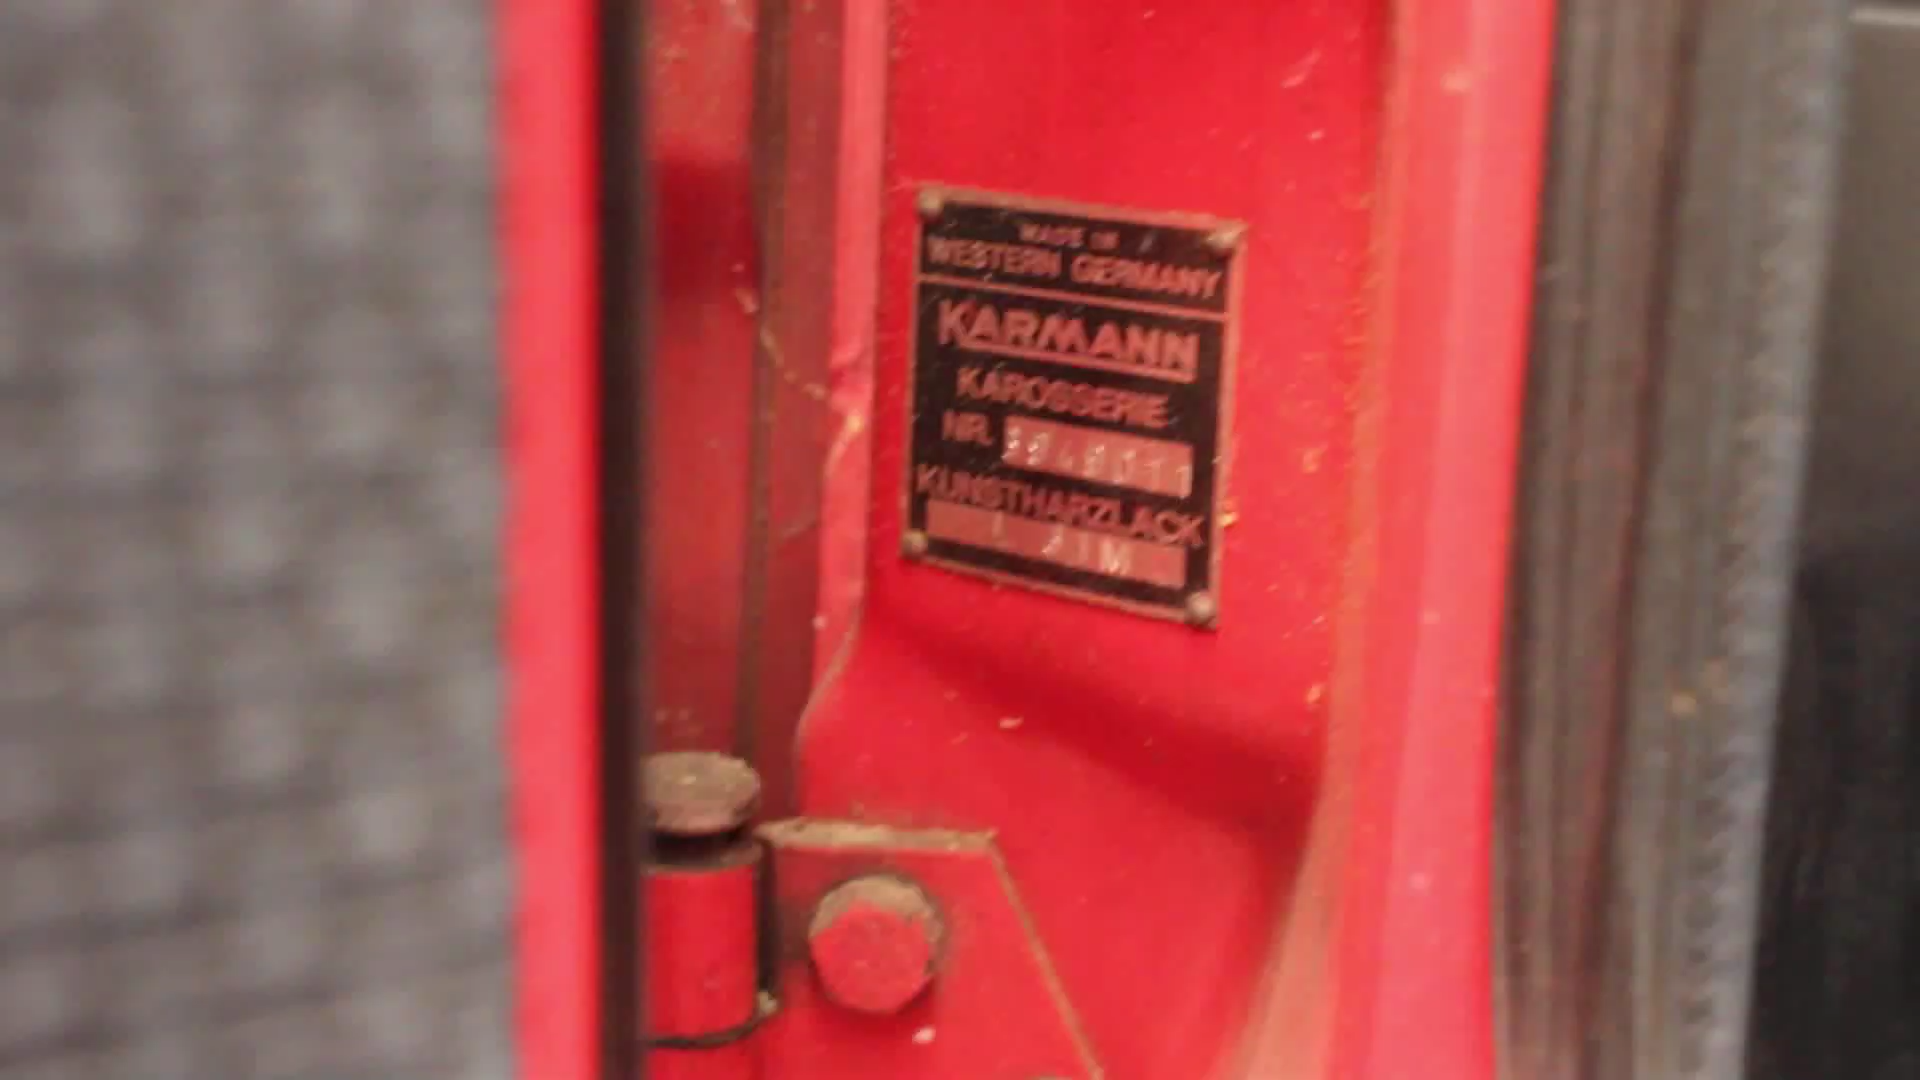 MADE IN
WESTERN GERMANY
KARMANN
KAROSSERIE
NR.
KUNSTHARZLACK